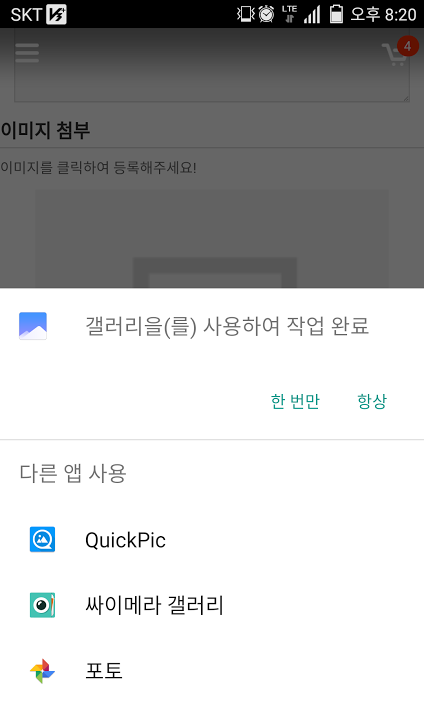 SKT
LTE
오후 8:20
4
이미지 첨부
이미지를 클릭하여 등록해주세요!
갤러리을(를) 사용하여 작업 완료
한 번만
항상
다른 앱 사용
QuickPic
싸이메라 갤러리
포토